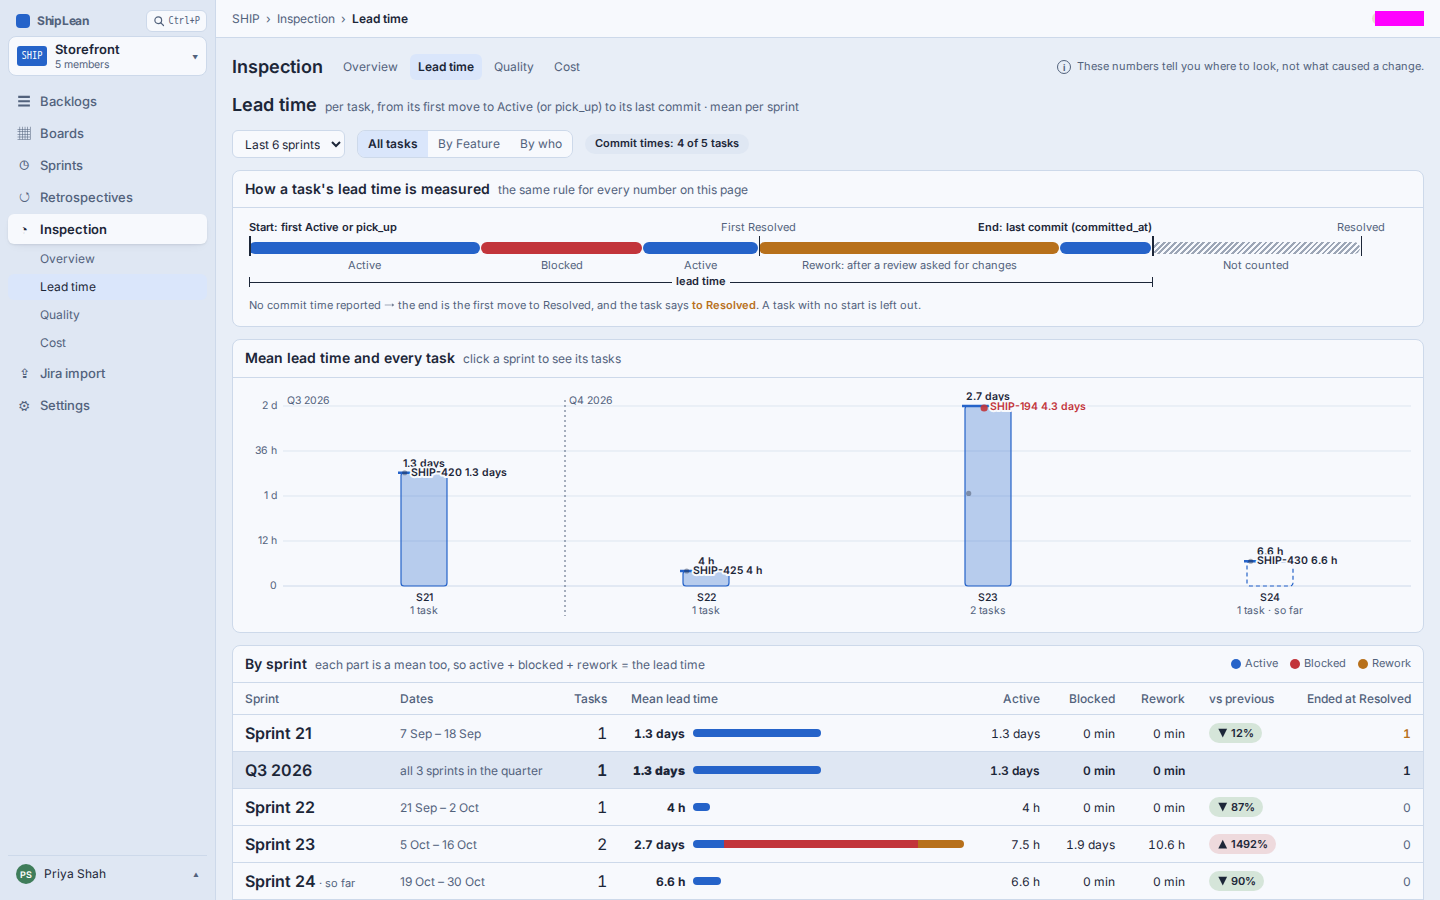 ShipLean
Ctrl+P
SHIP
Storefront
5 members
Backlogs
Boards
Sprints
Retrospectives
Inspection
Overview
Lead time
Quality
Cost
Jira import
Settings
PS Priya Shah
SHIP › Inspection › Lead time
Inspection Overview Lead time Quality Cost
These numbers tell you where to look, not what caused a change.
Lead time per task, from its first move to Active (or pick_up) to its last commit · mean per sprint
Last 6 sprints All tasks By Feature By who Commit times: 4 of 5 tasks
How a task's lead time is measured the same rule for every number on this page
Start: first Active or pick_up First Resolved End: last commit (committed_at) Resolved
Active Blocked Active Rework: after a review asked for changes Not counted
lead time
No commit time reported → the end is the first move to Resolved, and the task says to Resolved. A task with no start is left out.
Mean lead time and every task click a sprint to see its tasks
Q3 2026 Q4 2026
2 d
36 h
1 d
12 h
0
1.3 days
SHIP-420 1.3 days
4 h
SHIP-425 4 h
2.7 days
SHIP-194 4.3 days
6.6 h
SHIP-430 6.6 h
S21 S22 S23 S24
1 task 1 task 2 tasks 1 task · so far
By sprint each part is a mean too, so active + blocked + rework = the lead time
Active Blocked Rework
Sprint Dates Tasks Mean lead time Active Blocked Rework vs previous Ended at Resolved
Sprint 21 7 Sep – 18 Sep 1 1.3 days 1.3 days 0 min 0 min ▼ 12% 1
Q3 2026 all 3 sprints in the quarter 1 1.3 days 1.3 days 0 min 0 min 1
Sprint 22 21 Sep – 2 Oct 1 4 h 4 h 0 min 0 min ▼ 87% 0
Sprint 23 5 Oct – 16 Oct 2 2.7 days 7.5 h 1.9 days 10.6 h ▲ 1492% 0
Sprint 24 · so far 19 Oct – 30 Oct 1 6.6 h 6.6 h 0 min 0 min ▼ 90% 0